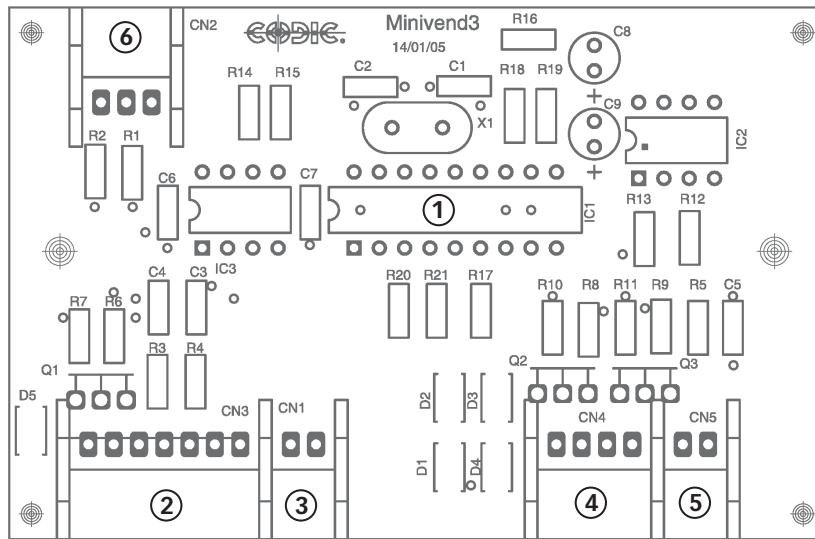 6
CN2
CODIC.
Minivend3
14/01/05
R16
C8
R14
R15
C2
C1
R18
R19
X1
C9
IC2
R2
R1
C6
C7
1
IC1
R13
R12
IC3
C4
C3
R20
R21
R17
R7
R6
R10
R8
R11
R9
R5
C5
R3
R4
Q1
Q2
Q3
D5
D2
D3
CN3
CN1
CN4
CN5
D1
D4
2
3
4
5